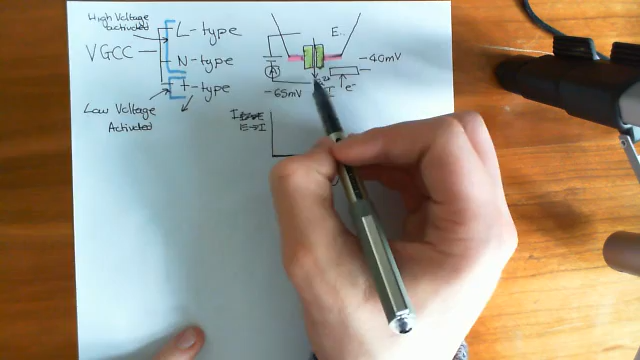 High Voltage
activated
L-type
VGCC
N-type
T-type
Low Voltage
Activated
E..
-40mV
A
-65mV
e-
I
E→I